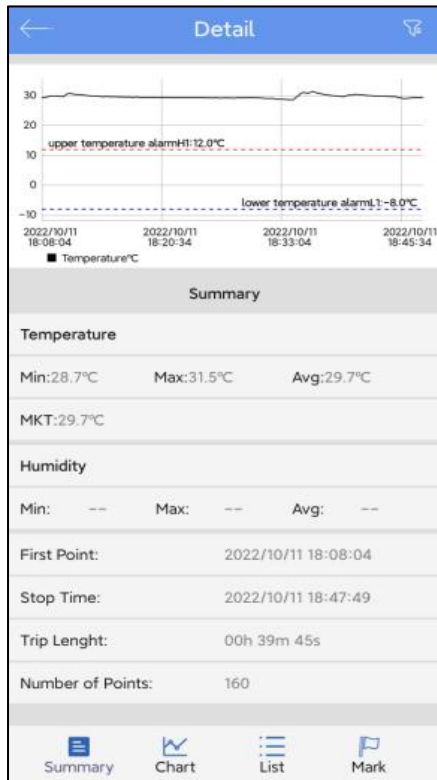 Detail
30
20
upper temperature alarmH1:12.0°C
10
0
lower temperature alarmL1:-8.0°C
-10
2022/10/11 2022/10/11 2022/10/11 2022/10/11
18:08:04 18:20:34 18:33:04 18:45:34
Temperature°C
Summary
Temperature
Min:28.7°C Max:31.5°C Avg:29.7°C
MKT:29.7°C
Humidity
Min: -- Max: -- Avg: --
First Point: 2022/10/11 18:08:04
Stop Time: 2022/10/11 18:47:49
Trip Lenght: 00h 39m 45s
Number of Points: 160
Summary Chart List Mark